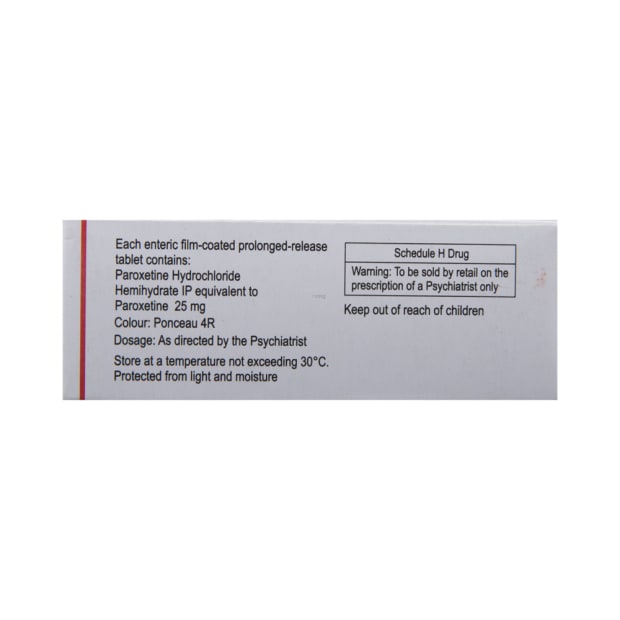 Each enteric film-coated prolonged-release
tablet contains:
Paroxetine Hydrochloride
Hemihydrate IP equivalent to
Paroxetine 25 mg
Colour: Ponceau 4R
Dosage: As directed by the Psychiatrist
Store at a temperature not exceeding 30°C.
Protected from light and moisture
Schedule H Drug
Warning: To be sold by retail on the
prescription of a Psychiatrist only
Keep out of reach of children